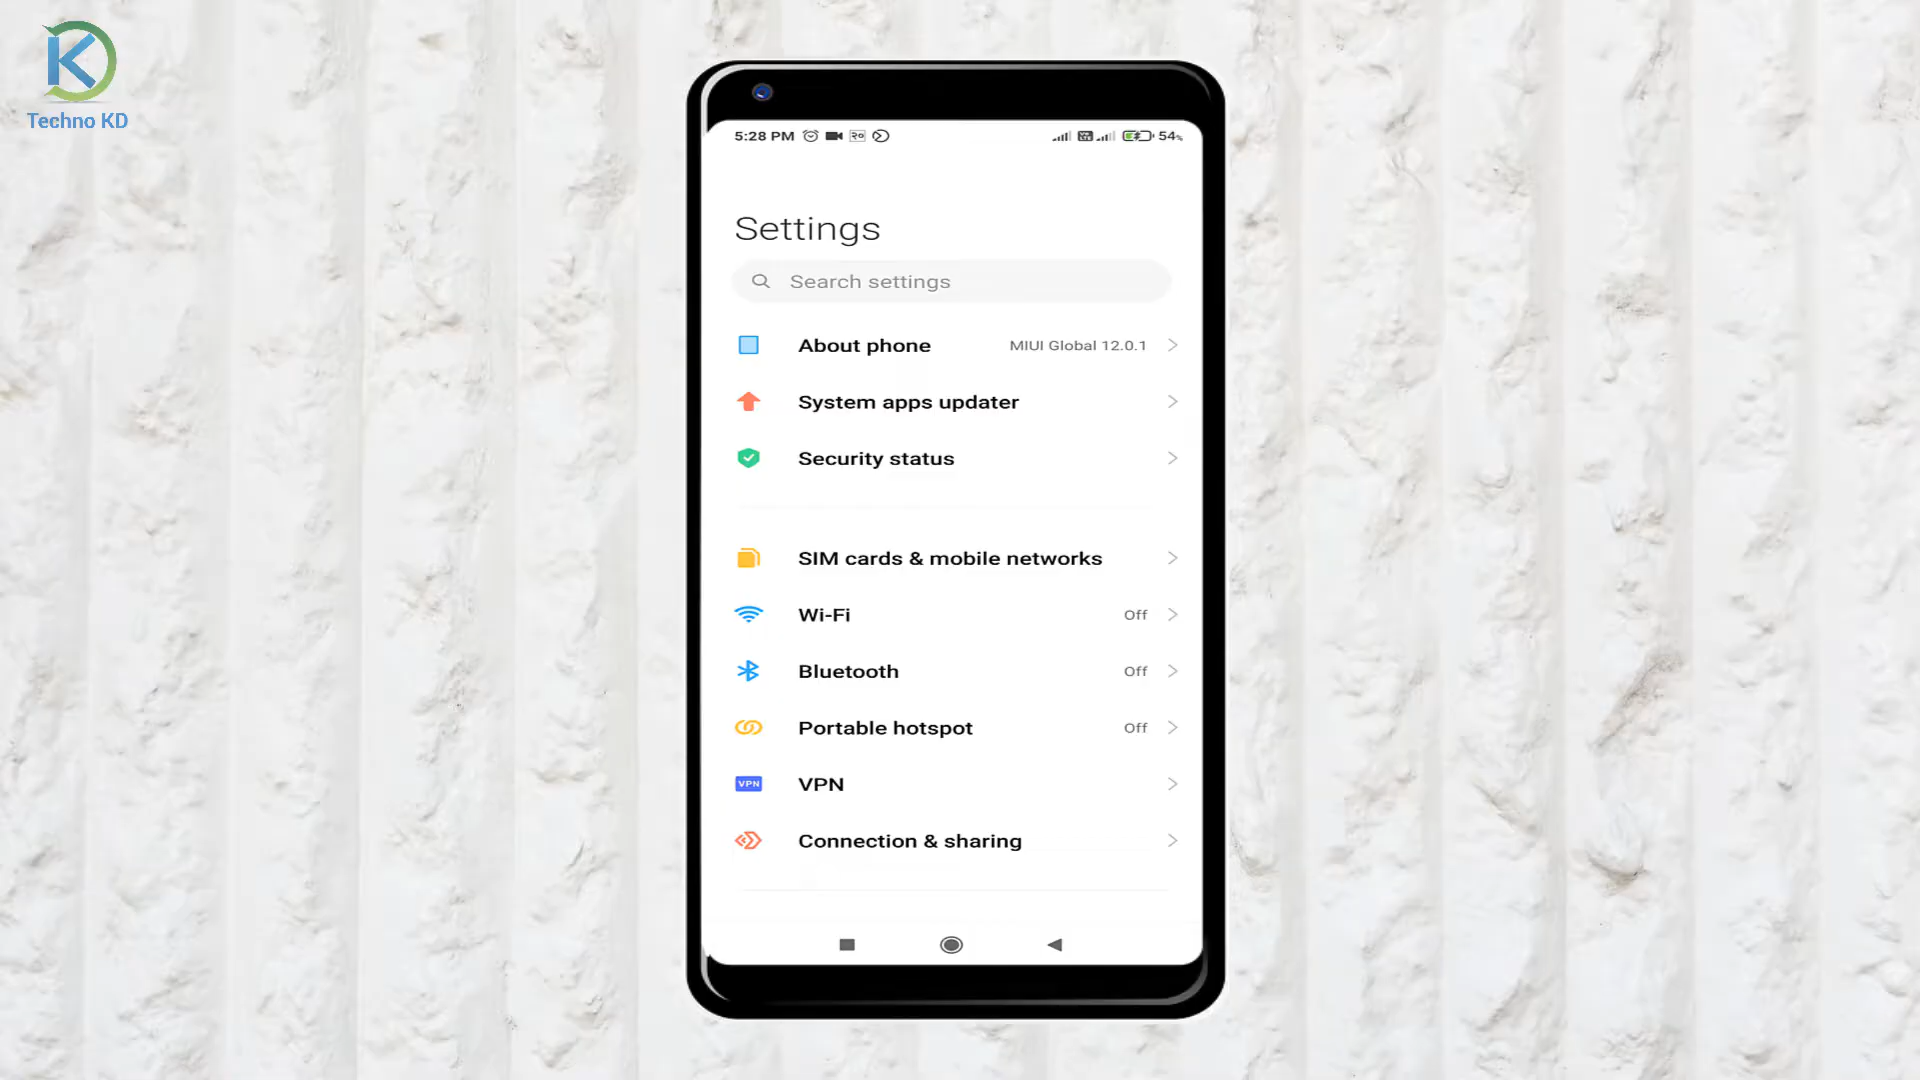 Techno KD
5:28 PM 54%
Settings
Search settings
About phone MIUI Global 12.0.1
System apps updater
Security status
SIM cards & mobile networks
Wi-Fi Off
Bluetooth Off
Portable hotspot Off
VPN VPN
Connection & sharing